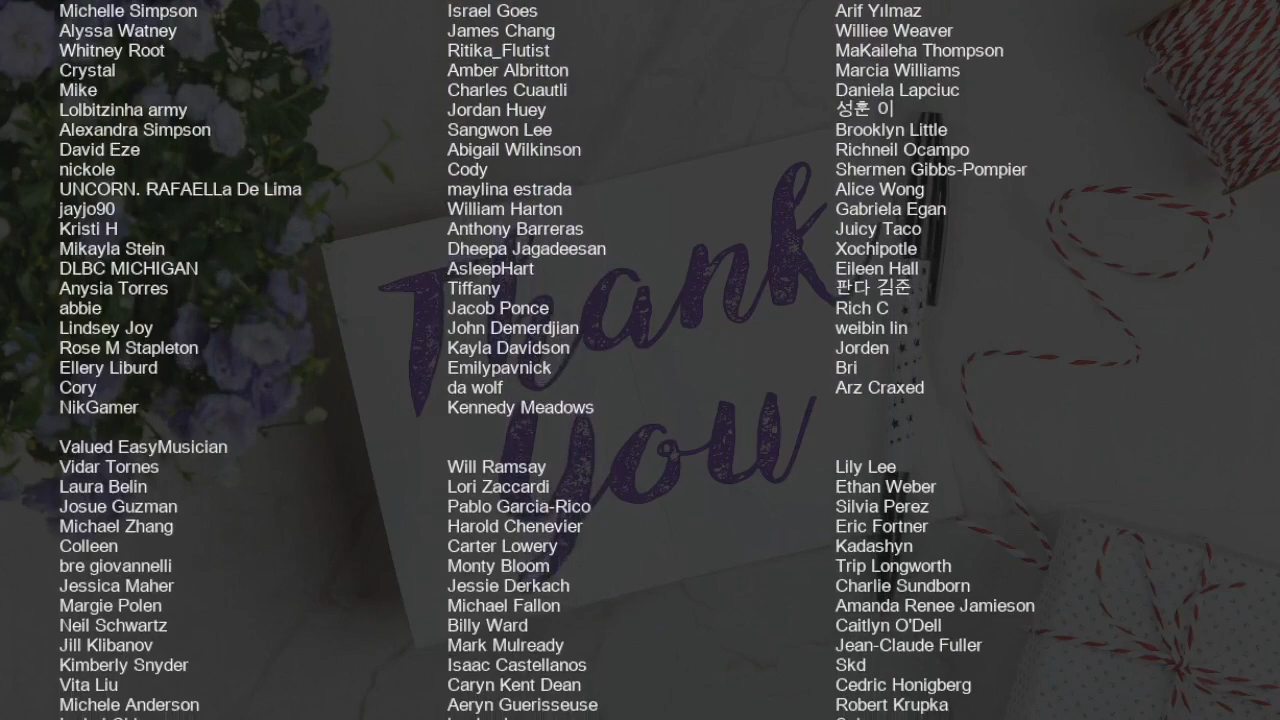 Michelle Simpson
Alyssa Watney
Whitney Root
Crystal
Mike
Lolbitzinha army
Alexandra Simpson
David Eze
nickole
UNCORN. RAFAELLa De Lima
jayjo90
Kristi H
Mikayla Stein
DLBC MICHIGAN
Anysia Torres
abbie
Lindsey Joy
Rose M Stapleton
Ellery Liburd
Cory
NikGamer
Israel Goes
James Chang
Ritika_Flutist
Amber Albritton
Charles Cuautli
Jordan Huey
Sangwon Lee
Abigail Wilkinson
Cody
maylina estrada
William Harton
Anthony Barreras
Dheepa Jagadeesan
AsleepHart
Tiffany
Jacob Ponce
John Demerdjian
Kayla Davidson
Emilypavnick
da wolf
Kennedy Meadows
Arif Yılmaz
Williee Weaver
MaKaileha Thompson
Marcia Williams
Daniela Lapciuc
성훈 이
Brooklyn Little
Richneil Ocampo
Shermen Gibbs-Pompier
Alice Wong
Gabriela Egan
Juicy Taco
Xochipotle
Eileen Hall
판다 김준
Rich C
weibin lin
Jorden
Bri
Arz Craxed
Valued EasyMusician
Vidar Tornes
Laura Belin
Josue Guzman
Michael Zhang
Colleen
bre giovannelli
Jessica Maher
Margie Polen
Neil Schwartz
Jill Klibanov
Kimberly Snyder
Vita Liu
Michele Anderson
Will Ramsay
Lori Zaccardi
Pablo Garcia-Rico
Harold Chenevier
Carter Lowery
Monty Bloom
Jessie Derkach
Michael Fallon
Billy Ward
Mark Mulready
Isaac Castellanos
Caryn Kent Dean
Aeryn Guerisseuse
Lily Lee
Ethan Weber
Silvia Perez
Eric Fortner
Kadashyn
Trip Longworth
Charlie Sundborn
Amanda Renee Jamieson
Caitlyn O'Dell
Jean-Claude Fuller
Skd
Cedric Honigberg
Robert Krupka
Thank
you